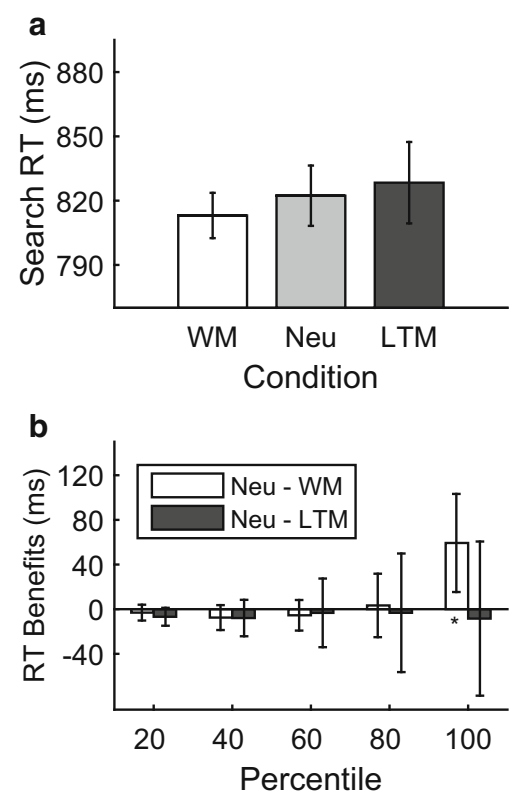 a
Search RT (ms)
880
850
820
790
WM Neu LTM
Condition
b
RT Benefits (ms)
120
80
40
0
-40
Neu - WM
Neu - LTM
*
20 40 60 80 100
Percentile